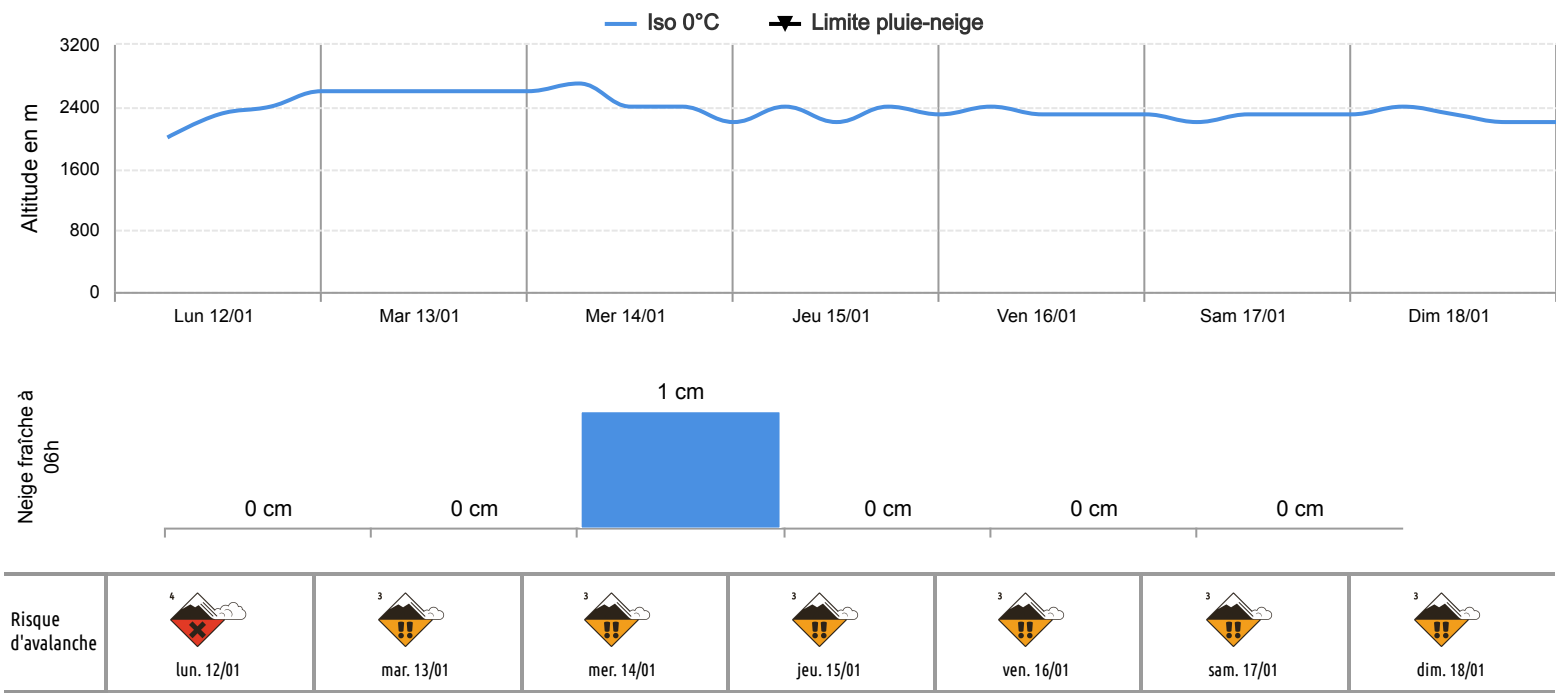 Iso 0°C Limite pluie-neige
3200
2400
1600
800
0
Altitude en m
Lun 12/01 Mar 13/01 Mer 14/01 Jeu 15/01 Ven 16/01 Sam 17/01 Dim 18/01
Neige fraîche à
06h
0 cm 0 cm 1 cm 0 cm 0 cm 0 cm
Risque
d'avalanche
4 3 3 3 3 3 3
lun. 12/01 mar. 13/01 mer. 14/01 jeu. 15/01 ven. 16/01 sam. 17/01 dim. 18/01